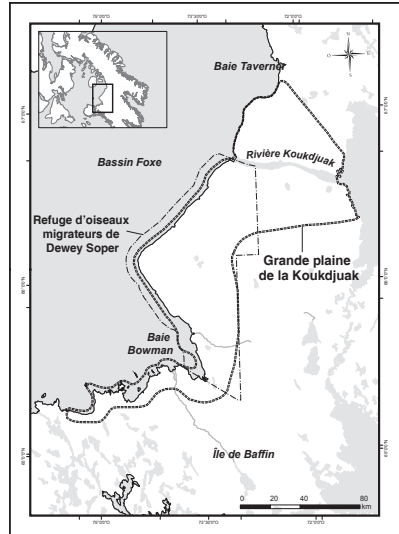 Baie Taverner
Bassin Foxe
Rivière Koukdjuak
Refuge d'oiseaux
migrateurs de
Dewey Soper
Grande plaine
de la Koukdjuak
Baie
Bowman
Île de Baffin
0 20 40 60 80
km